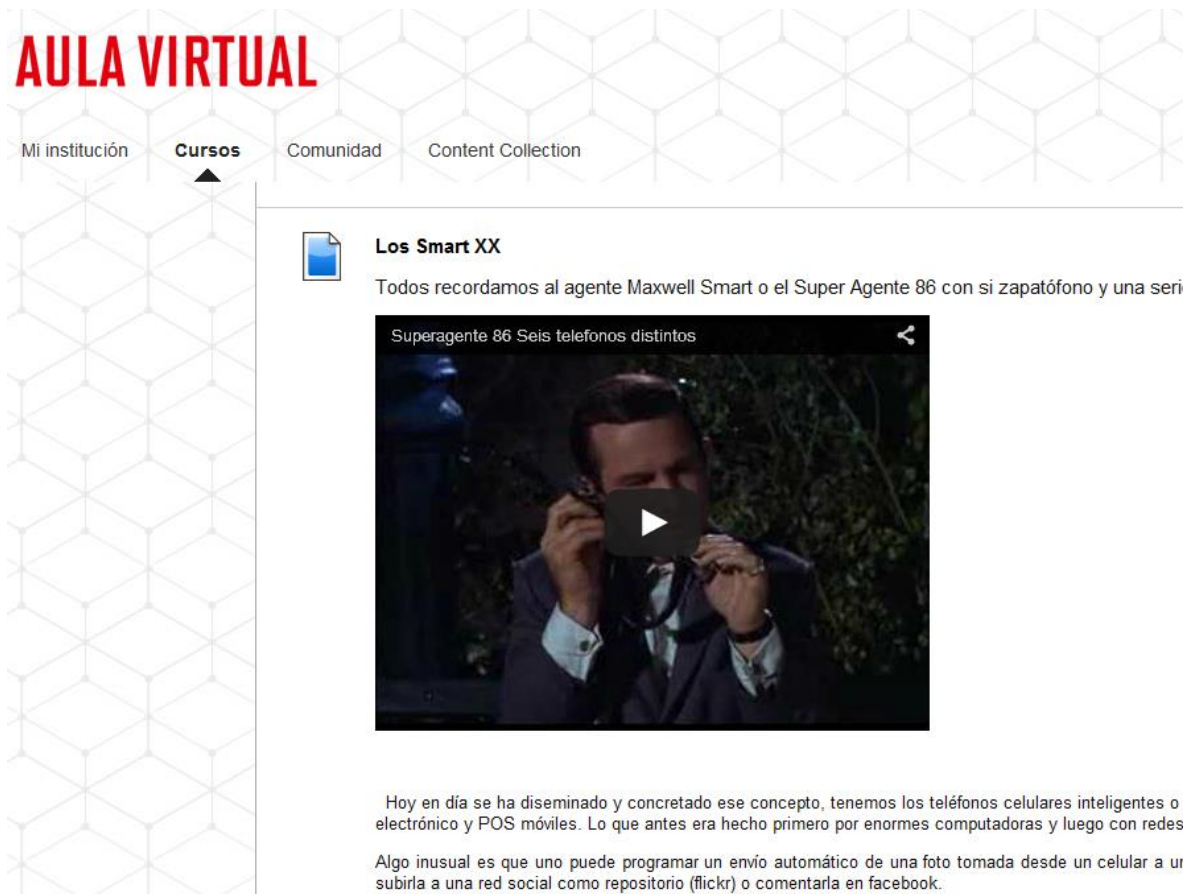 AULA VIRTUAL
Mi institución Cursos Comunidad Content Collection
Los Smart XX
Todos recordamos al agente Maxwell Smart o el Super Agente 86 con si zapatófono y una seri
Superagente 86 Seis telefonos distintos
Hoy en día se ha diseminado y concretado ese concepto, tenemos los teléfonos celulares inteligentes o
electrónico y POS móviles. Lo que antes era hecho primero por enormes computadoras y luego con redes
Algo inusual es que uno puede programar un envío automático de una foto tomada desde un celular a ur
subirla a una red social como repositorio (flickr) o comentarla en facebook.